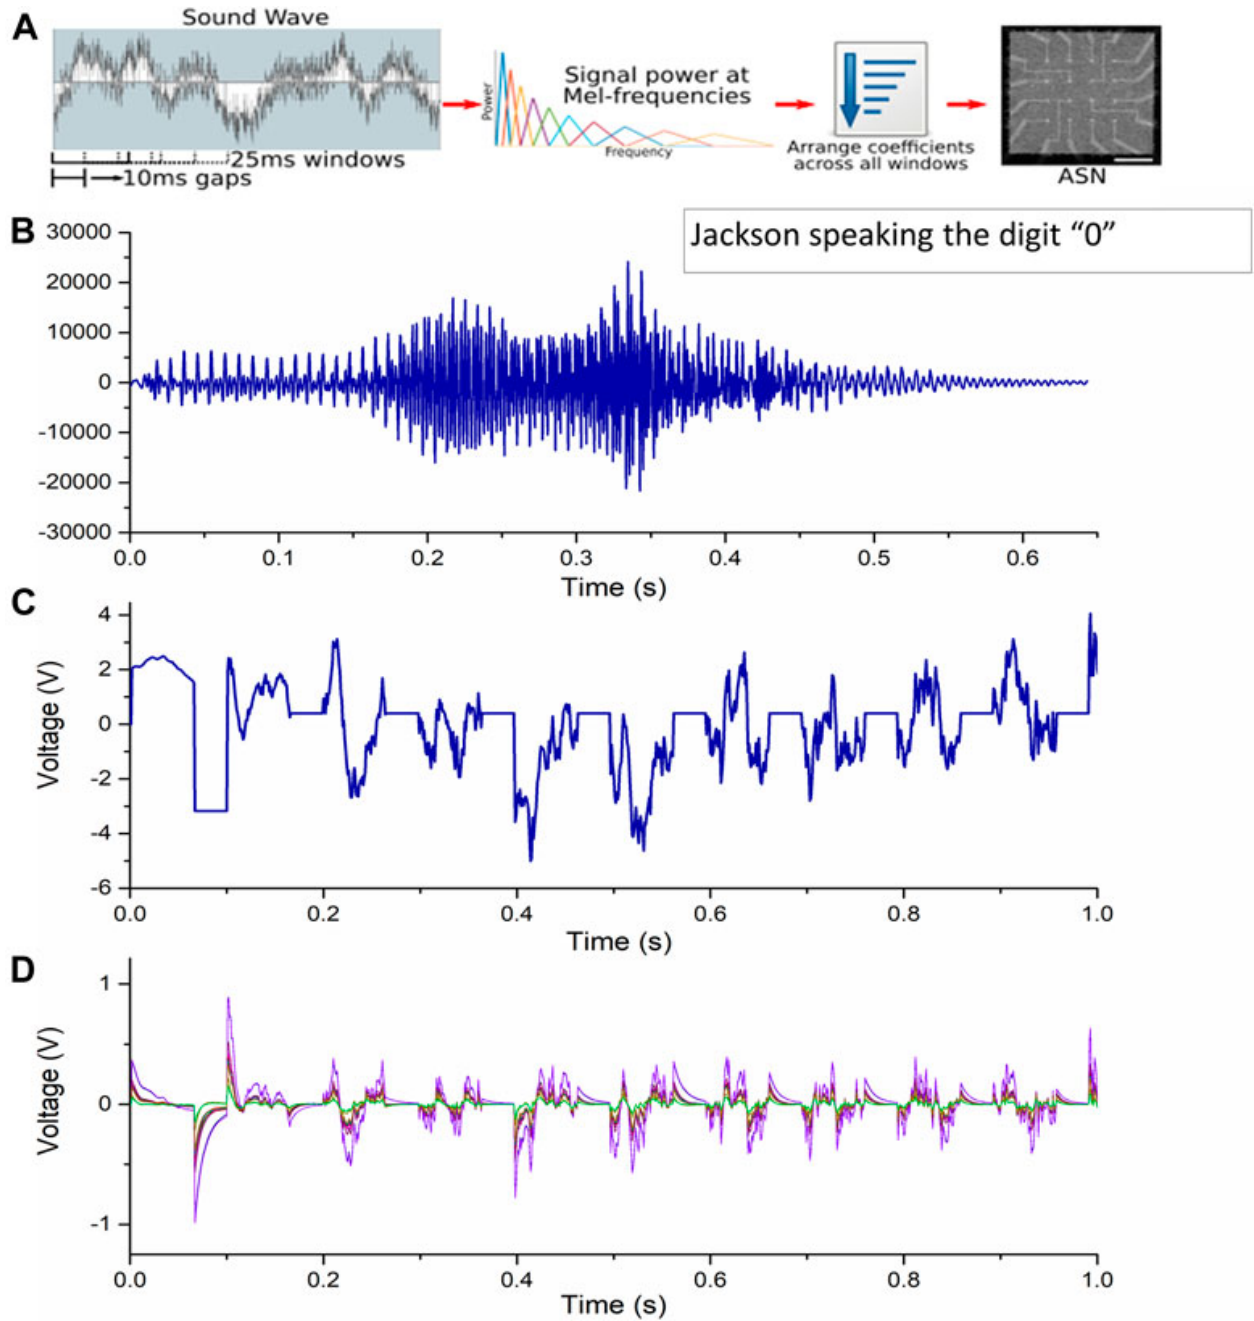 A
Sound Wave
25ms windows
10ms gaps
Power
Signal power at
Mel-frequencies
Frequency
Arrange coefficients
across all windows
ASN
B
Jackson speaking the digit “0”
30000
20000
10000
0
-10000
-20000
-30000
0.0 0.1 0.2 0.3 0.4 0.5 0.6
Time (s)
C
Voltage (V)
4
2
0
-2
-4
-6
0.0 0.2 0.4 0.6 0.8 1.0
Time (s)
D
Voltage (V)
1
0
-1
0.0 0.2 0.4 0.6 0.8 1.0
Time (s)